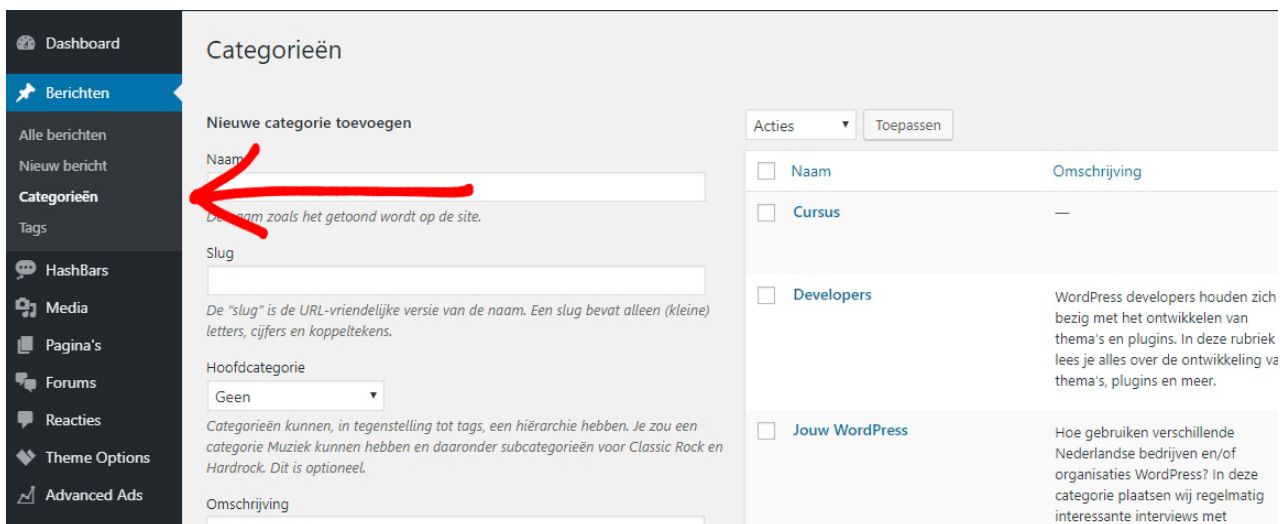 Dashboard
Berichten
Alle berichten
Nieuw bericht
Categorieën
Tags
HashBars
Media
Pagina's
Forums
Reacties
Theme Options
Advanced Ads
Categorieën
Nieuwe categorie toevoegen
Naam
De naam zoals het getoond wordt op de site.
Slug
De "slug" is de URL-vriendelijke versie van de naam. Een slug bevat alleen (kleine)
letters, cijfers en koppeltekens.
Hoofdcategorie
Geen
Categorieën kunnen, in tegenstelling tot tags, een hiërarchie hebben. Je zou een
categorie Muziek kunnen hebben en daaronder subcategorieën voor Classic Rock en
Hardrock. Dit is optioneel.
Omschrijving
Acties
Toepassen
Naam
Omschrijving
Cursus
—
Developers
WordPress developers houden zich
bezig met het ontwikkelen van
thema's en plugins. In deze rubriek
lees je alles over de ontwikkeling va
thema's, plugins en meer.
Jouw WordPress
Hoe gebruiken verschillende
Nederlandse bedrijven en/of
organisaties WordPress? In deze
categorie plaatsen wij regelmatig
interessante interviews met